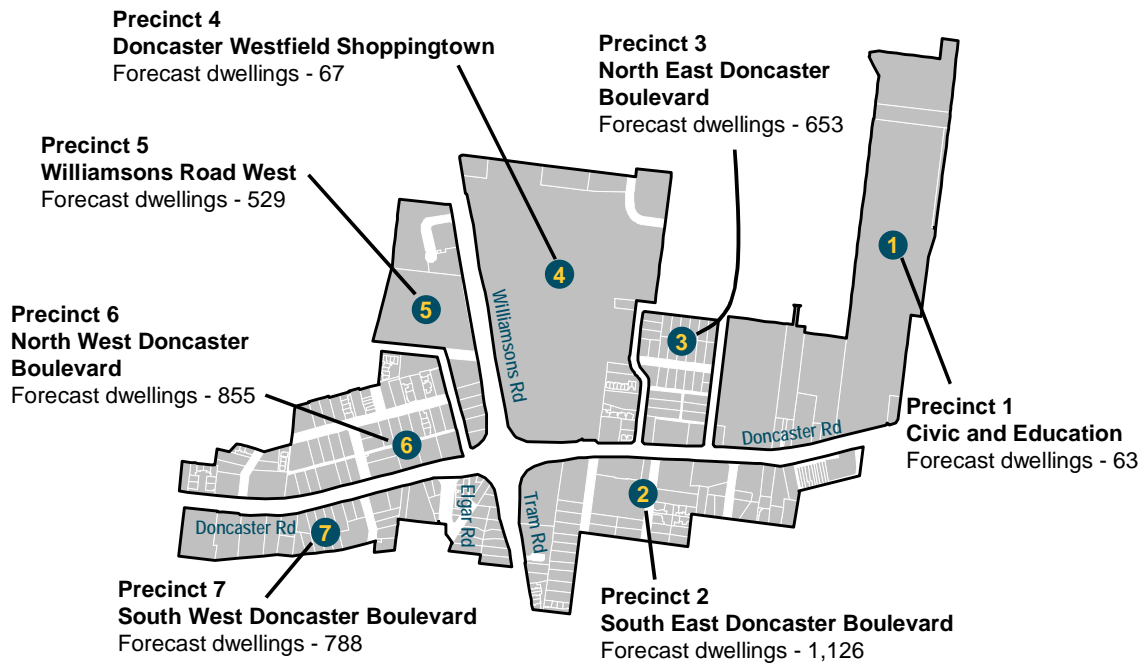 Precinct 4
Doncaster Westfield Shoppingtown
Forecast dwellings - 67
Precinct 3
North East Doncaster
Boulevard
Forecast dwellings - 653
Precinct 5
Williamsons Road West
Forecast dwellings - 529
1
4
5
Williamsons Rd
3
Precinct 6
North West Doncaster
Boulevard
Forecast dwellings - 855
Precinct 1
Civic and Education
Forecast dwellings - 63
Doncaster Rd
6
2
Elgar Rd
Tram Rd
Doncaster Rd
7
Precinct 7
South West Doncaster Boulevard
Forecast dwellings - 788
Precinct 2
South East Doncaster Boulevard
Forecast dwellings - 1,126